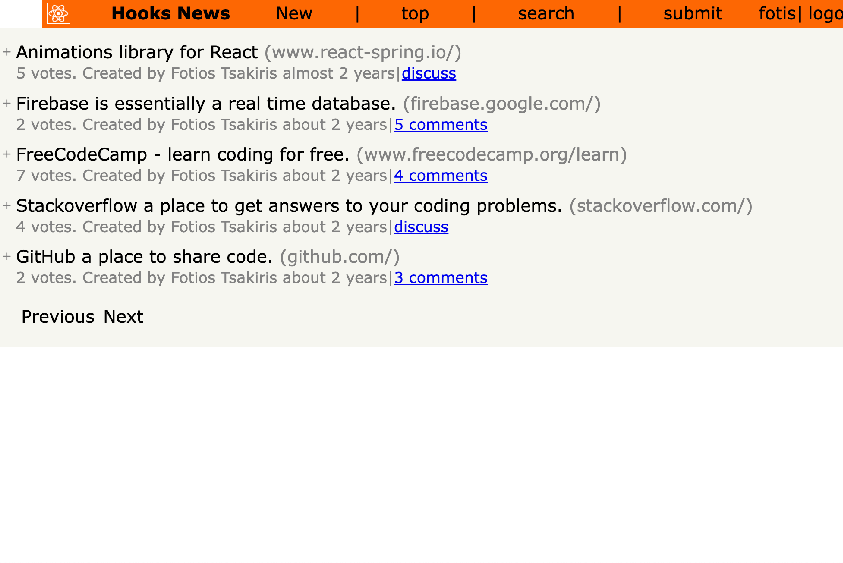 Hooks News New | top | search | submit fotis| logo
+ Animations library for React (www.react-spring.io/)
5 votes. Created by Fotios Tsakiris almost 2 years|discuss
+ Firebase is essentially a real time database. (firebase.google.com/)
2 votes. Created by Fotios Tsakiris about 2 years|5 comments
+ FreeCodeCamp - learn coding for free. (www.freecodecamp.org/learn)
7 votes. Created by Fotios Tsakiris about 2 years|4 comments
+ Stackoverflow a place to get answers to your coding problems. (stackoverflow.com/)
4 votes. Created by Fotios Tsakiris about 2 years|discuss
+ GitHub a place to share code. (github.com/)
2 votes. Created by Fotios Tsakiris about 2 years|3 comments
Previous Next